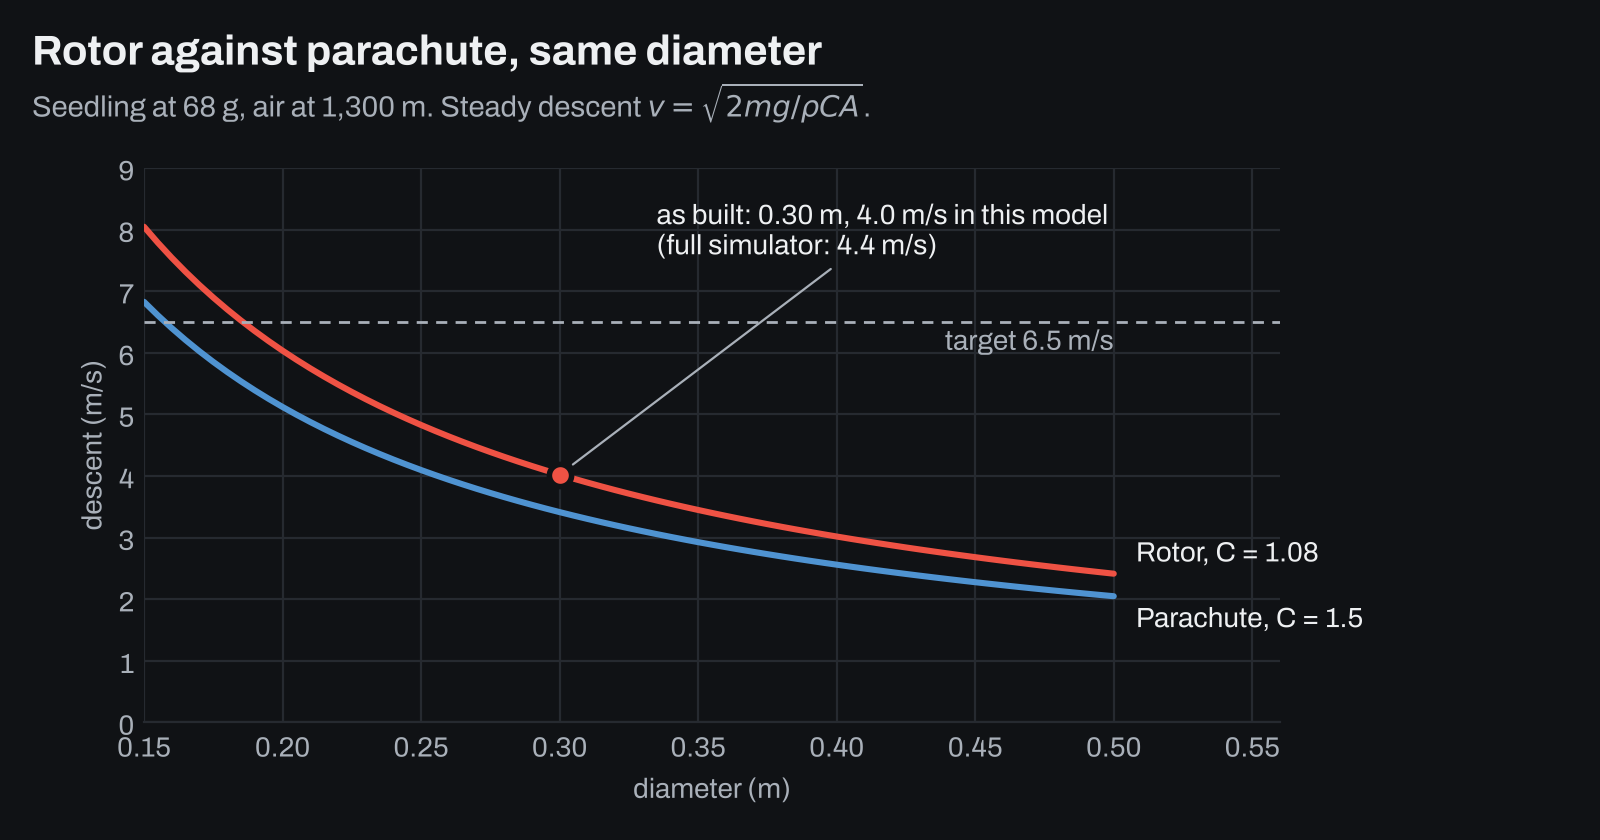 Rotor against parachute, same diameter
Seedling at 68 g, air at 1,300 m. Steady descent v = √2mg/ρCA.
9
8
7
6
5
4
3
2
1
0
descent (m/s)
as built: 0.30 m, 4.0 m/s in this model
(full simulator: 4.4 m/s)
target 6.5 m/s
Rotor, C = 1.08
Parachute, C = 1.5
0.15 0.20 0.25 0.30 0.35 0.40 0.45 0.50 0.55
diameter (m)